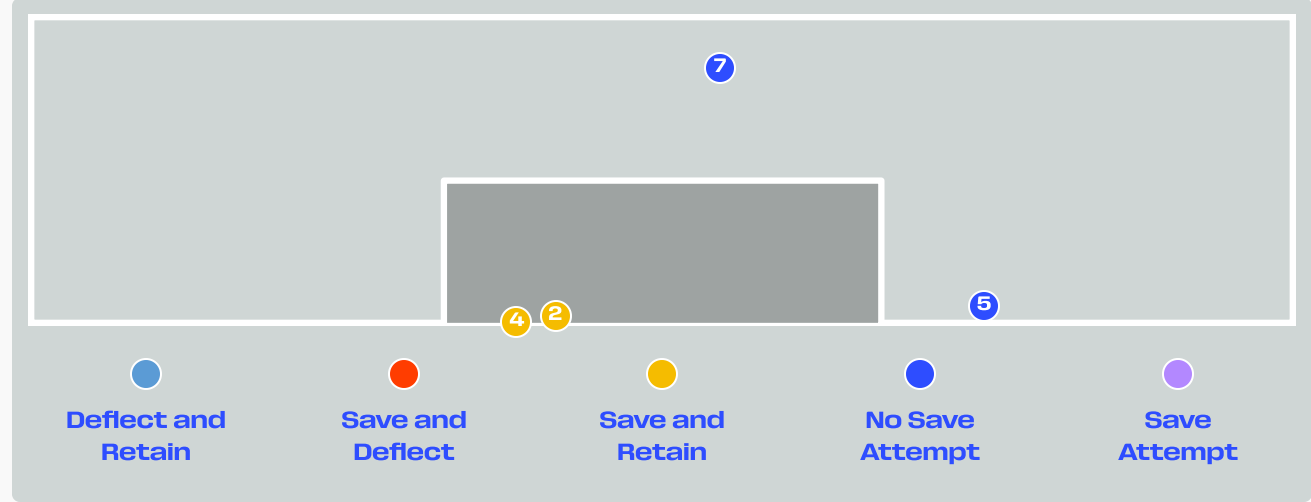 7
5
4 2
Deflect and Save and Save and No Save Save
Retain Deflect Retain Attempt Attempt